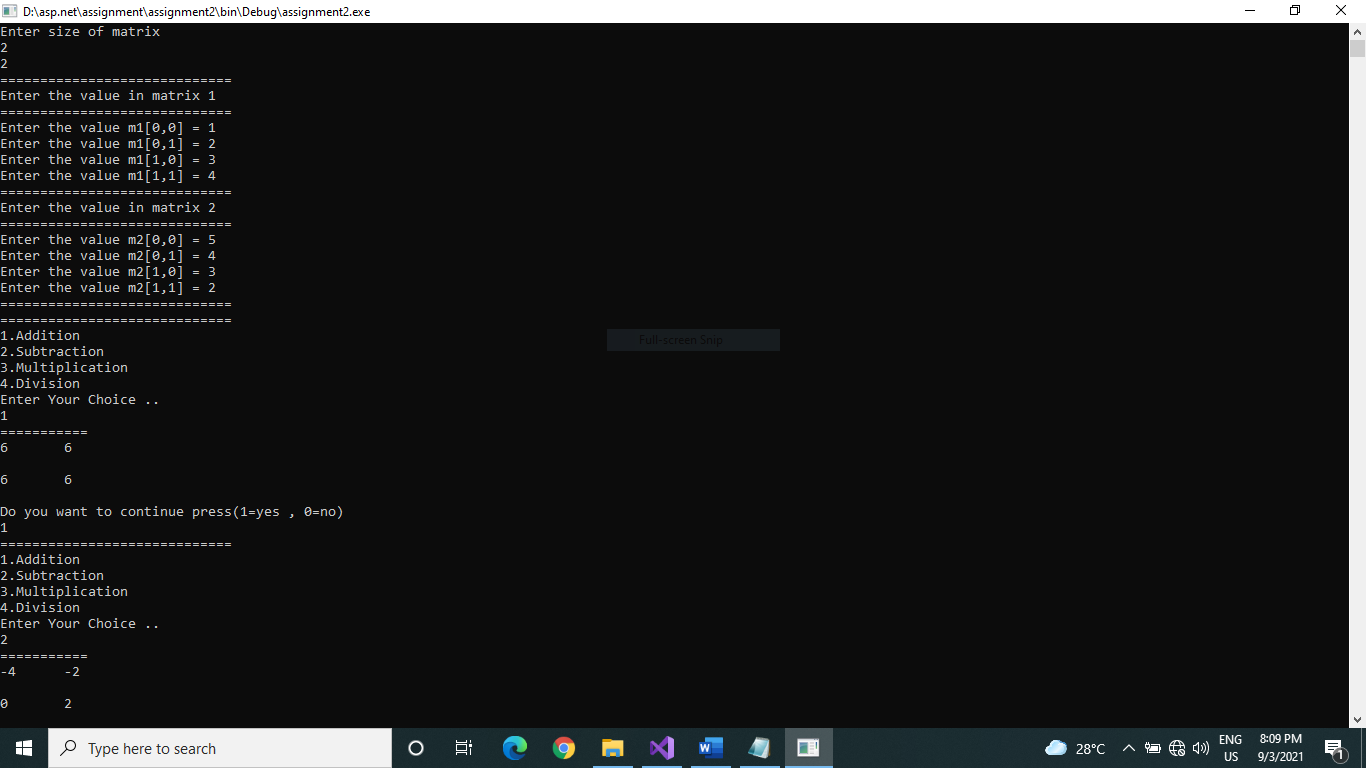 D:\asp.net\assignment\assignment2\bin\Debug\assignment2.exe
Enter size of matrix
2
2
=============================
Enter the value in matrix 1
=============================
Enter the value m1[0,0] = 1
Enter the value m1[0,1] = 2
Enter the value m1[1,0] = 3
Enter the value m1[1,1] = 4
=============================
Enter the value in matrix 2
=============================
Enter the value m2[0,0] = 5
Enter the value m2[0,1] = 4
Enter the value m2[1,0] = 3
Enter the value m2[1,1] = 2
=============================
=============================
1.Addition
2.Subtraction
3.Multiplication
4.Division
Enter Your Choice ..
1
===========
6       6
6       6
Do you want to continue press(1=yes , 0=no)
1
=============================
1.Addition
2.Subtraction
3.Multiplication
4.Division
Enter Your Choice ..
2
===========
-4      -2
0       2
Full-screen Snip
Type here to search
28°C
ENG
US
8:09 PM
9/3/2021
1